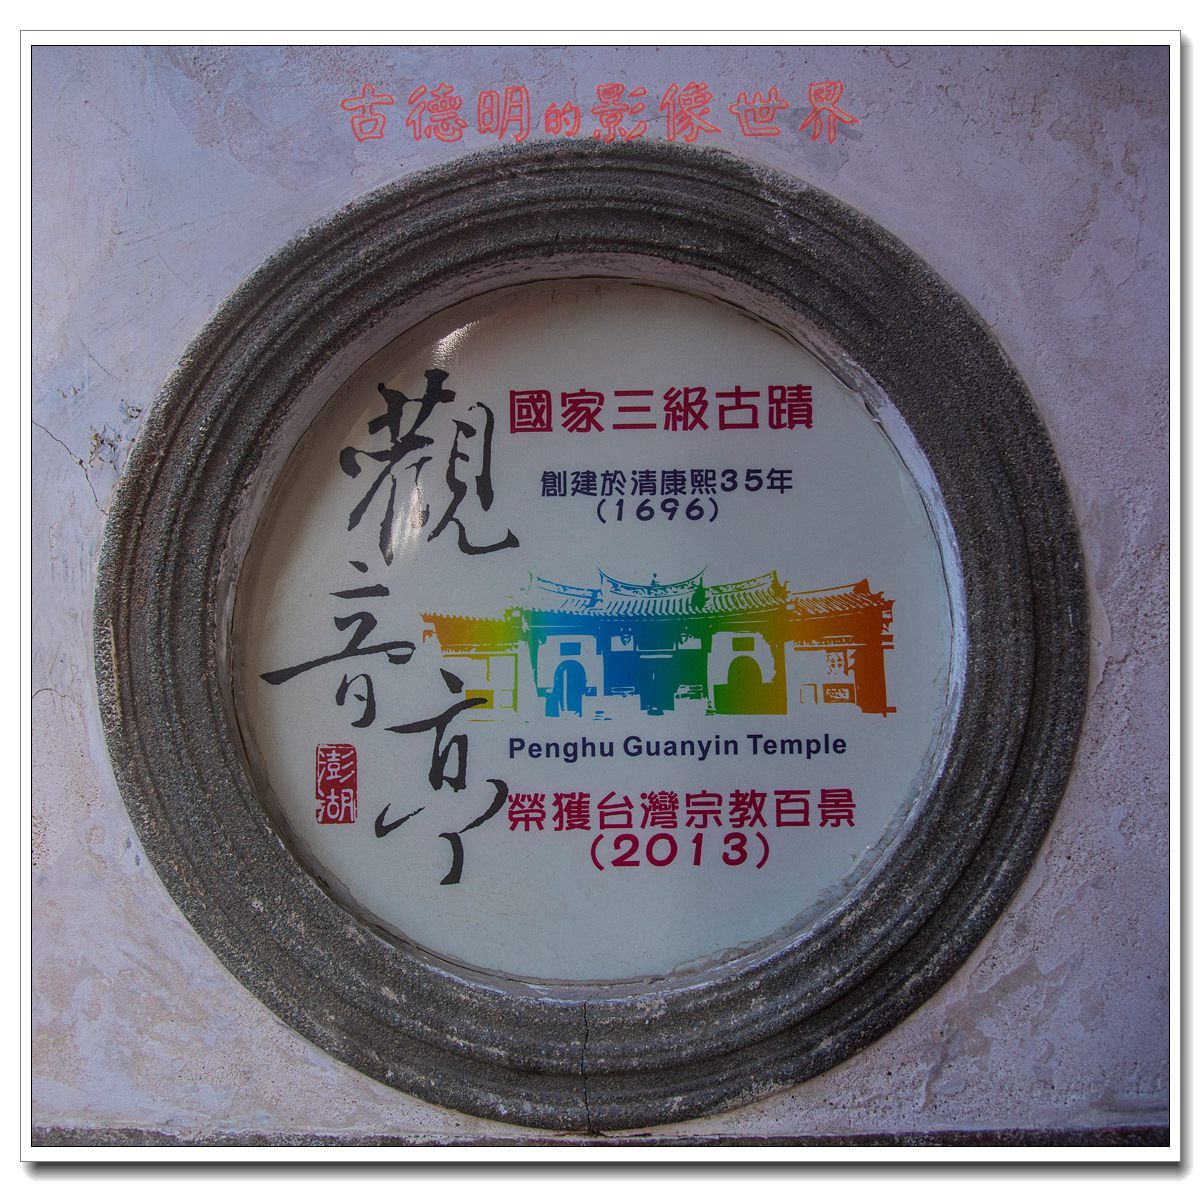 古德明的影像世界
觀音亭
澎湖
國家三級古蹟
創建於清康熙35年
(1696)
Penghu Guanyin Temple
榮獲台灣宗教百景
(2013)